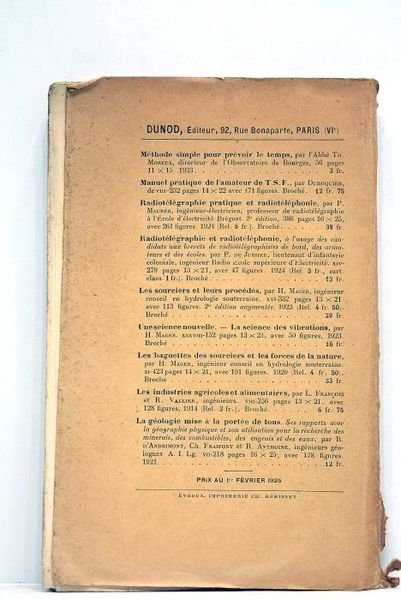 DUNOD, Éditeur, 92, Rue Bonaparte, PARIS (VIᵉ)
Méthode simple pour prévoir le temps, par l'Abbé Th.
Moreux, directeur de l'Observatoire de Bourges, 56 pages
11 × 15. 1923. 3 fr.
Manuel pratique de l'amateur de T.S.F., par Duroquier,
de viii-232 pages 14 × 22 avec 171 figures. Broché. 12 fr. 75
Radiotélégraphie pratique et radiotéléphonie, par P.
Maurer, ingénieur-électricien, professeur de radiotélégraphie
à l'École d'électricité Bréguet. 2ᵉ édition, 386 pages 16 × 25,
avec 261 figures. 1924 (Rel. 5 fr.). Broché. 38 fr
Radiotélégraphie et radiotéléphonie, à l'usage des can-
didats aux brevets de radiotélégraphistes de bord, des ama-
teurs et des écoles, par P. de lieutenant d'infanterie
coloniale, ingénieur Radio École supérieure d'Électricité. xiv-
279 pages 13 × 21, avec 47 figures. 1924 (Rel. 3 fr., cart.
class. 1 fr.). Broché. 12 fr.
Les sourciers et leurs procédés, par H. Mager, ingénieur
conseil en hydrologie souterraine. xvi-332 pages 13 × 21
avec 113 figures. 2ᵉ édition augmentée. 1923 (Rel. 4 fr. 50).
Broché 29 fr
Une science nouvelle. — La science des vibrations, par
H. Mager. xxxviii-152 pages 13 × 21, avec 50 figures, 1923
Broché 16 fr.
Les baguettes des sourciers et les forces de la nature,
par H. Mager, ingénieur conseil en hydrologie souterraine.
xi-423 pages 14 × 21, avec 191 figures. 1920 (Rel. 4 fr. 50).
Broché. 33 fr.
Les industries agricoles et alimentaires, par L. François
et R. Vallier, ingénieurs. vii-256 pages 13 × 21, avec
128 figures, 1914 (Rel. 3 fr.). Broché. 6 fr. 75
La géologie mise à la portée de tous. Ses rapports avec
la géographie physique et son utilisation pour la recherche des
minerais, des combustibles, des engrais et des eaux, par R.
d'Andrimont, Ch. Fraipont et R. Anthoine, ingénieurs géo-
logues A. I. Lg. vii-218 pages 16 × 25, avec 178 figures.
1921. 12 fr.
PRIX AU 1ᵉʳ FÉVRIER 1925
ÉVREUX, IMPRIMERIE CH. HÉRISSEY